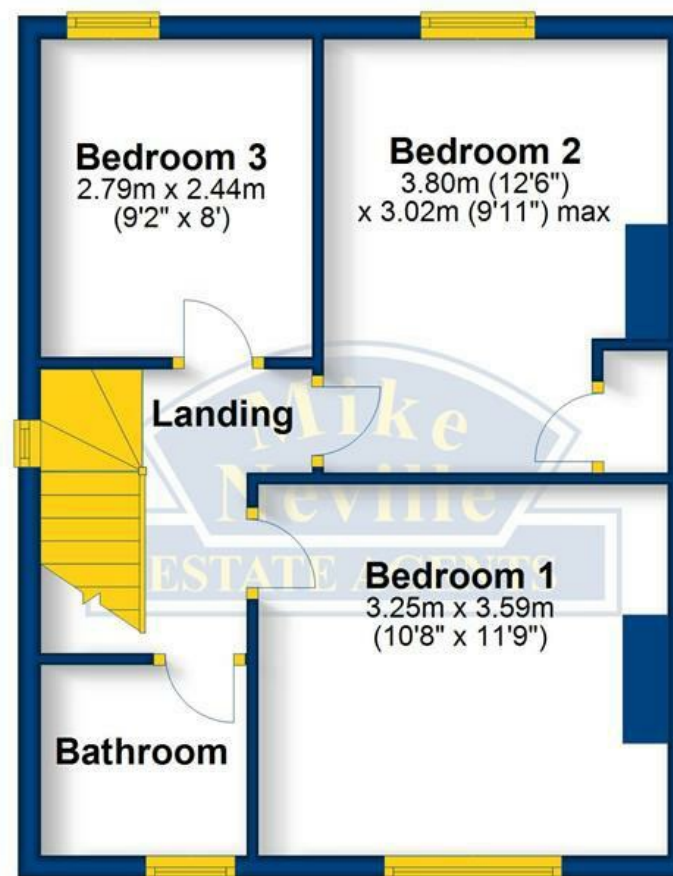 Bedroom 3
2.79m x 2.44m
(9'2" x 8')
Bedroom 2
3.80m (12'6")
x 3.02m (9'11") max
Landing
Mike
Neville
ESTATE AGENTS
Bedroom 1
3.25m x 3.59m
(10'8" x 11'9")
Bathroom